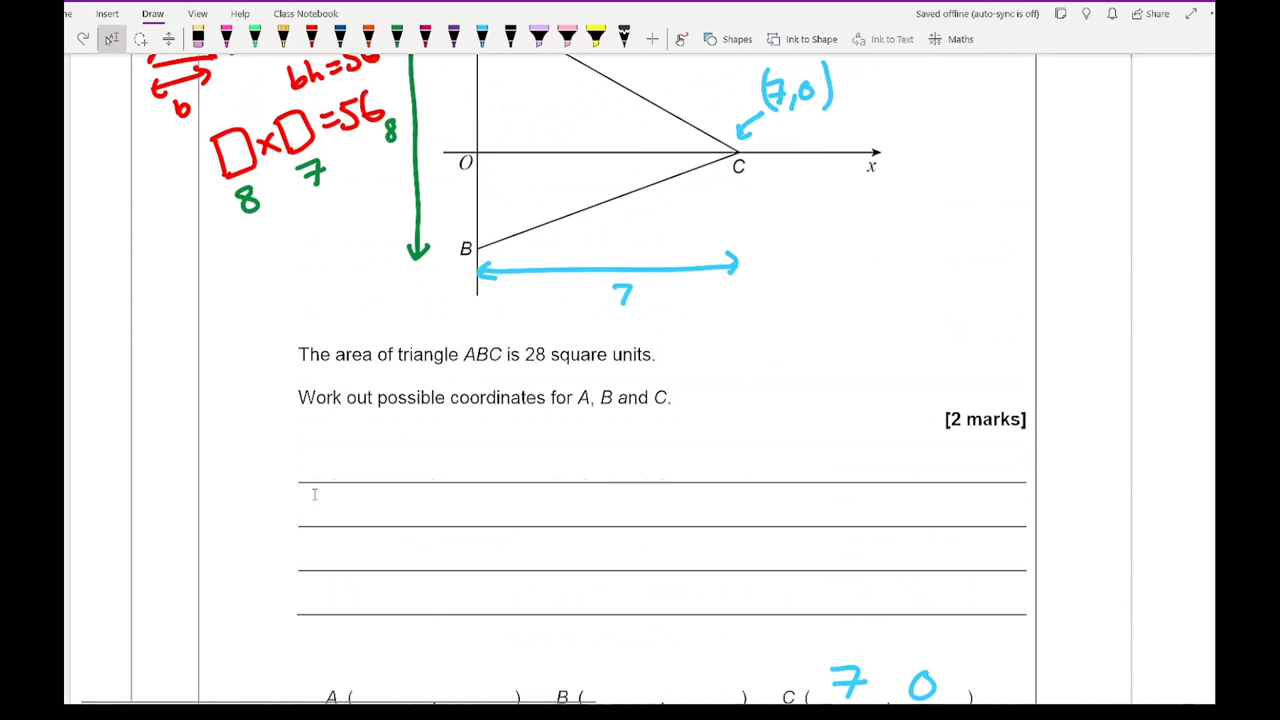 Insert Draw View Help Class Notebook Saved offline (auto-sync is off) Share
Shapes Ink to Shape Ink to Text Maths
b
bh=56
□×□=56
8 7
8
(7,0)
O C x
B
7
The area of triangle ABC is 28 square units.
Work out possible coordinates for A, B and C.
[2 marks]
A ( , ) B ( , ) C ( 7 , 0 )